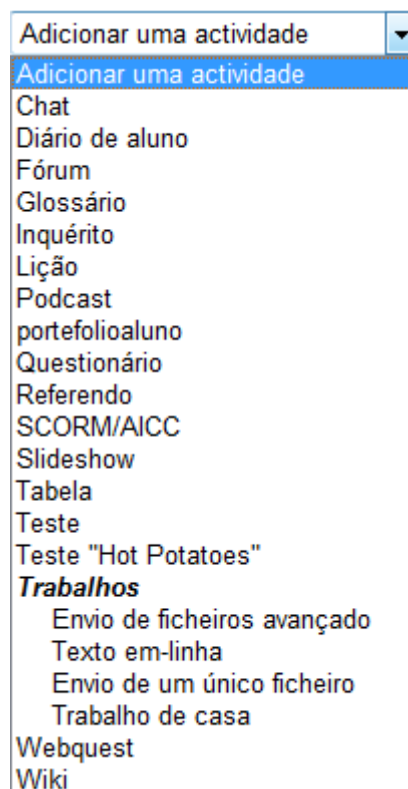 Adicionar uma actividade
Adicionar uma actividade
Chat
Diário de aluno
Fórum
Glossário
Inquérito
Lição
Podcast
portefolioaluno
Questionário
Referendo
SCORM/AICC
Slideshow
Tabela
Teste
Teste "Hot Potatoes"
Trabalhos
Envio de ficheiros avançado
Texto em-linha
Envio de um único ficheiro
Trabalho de casa
Webquest
Wiki